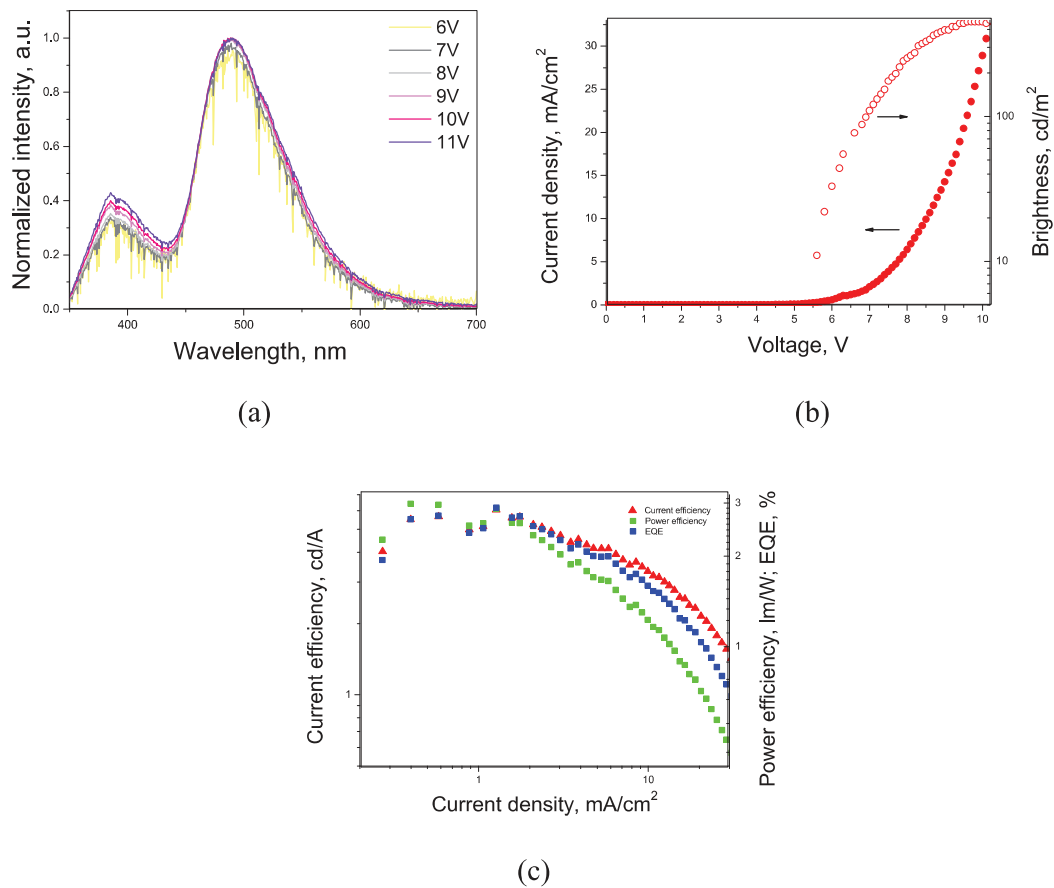 6V
7V
8V
9V
10V
11V
Normalized intensity, a.u.
1.0
0.8
0.6
0.4
0.2
0.0
400
500
600
700
Wavelength, nm
(a)
Current density, mA/cm²
30
25
20
15
10
5
0
0
1
2
3
4
5
6
7
8
9
10
Voltage, V
100
10
Brightness, cd/m²
(b)
Current efficiency, cd/A
1
Current efficiency
Power efficiency
EQE
3
2
1
Power efficiency, lm/W; EQE, %
1
10
Current density, mA/cm²
(c)